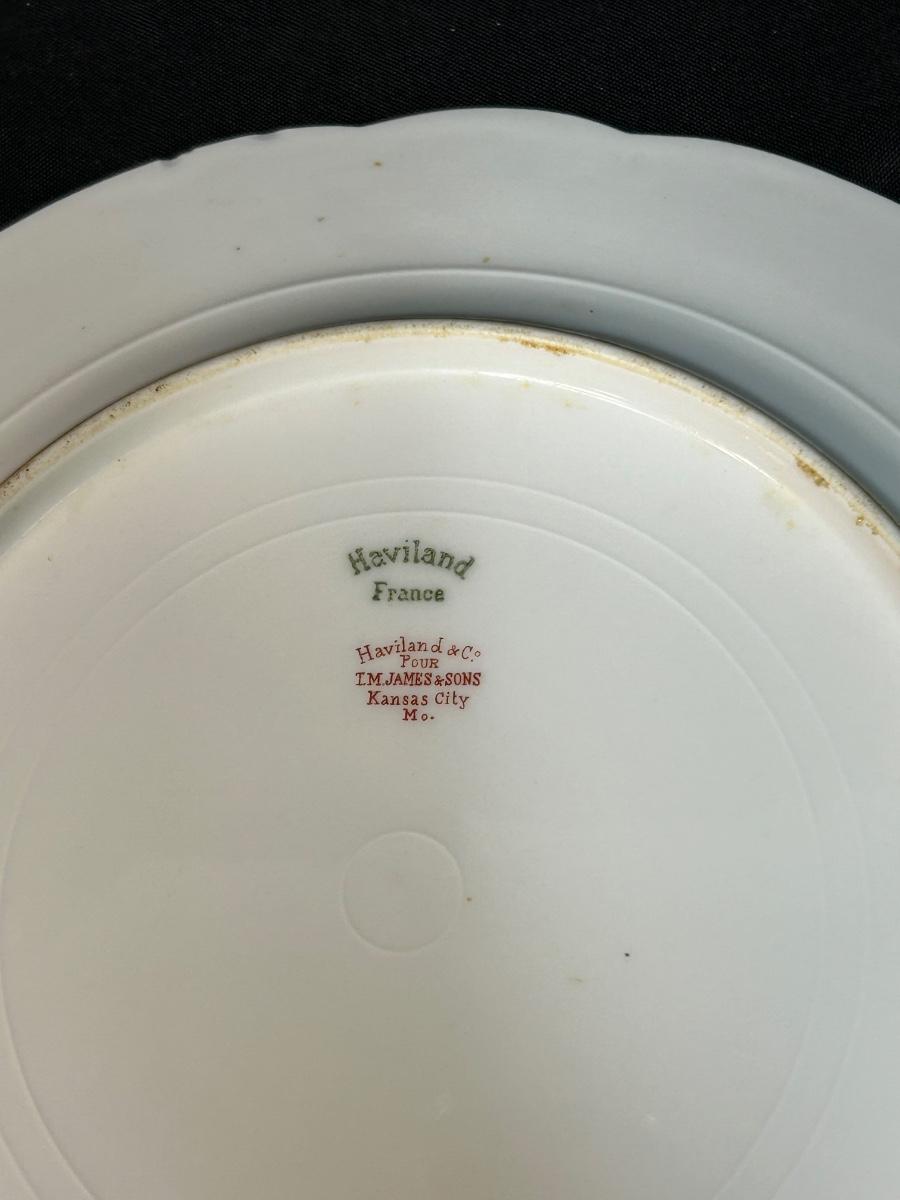 Haviland
France
Haviland & Co.
POUR
T.M. JAMES & SONS
Kansas City
Mo.